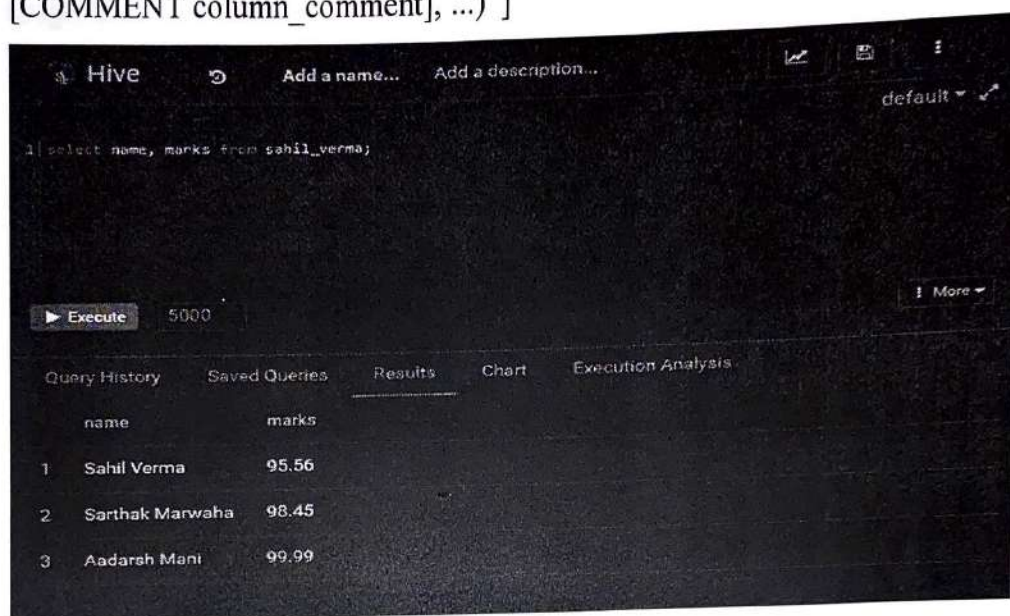 [COMMENT column_comment], ...) ]
Hive Add a name... Add a description...
default
1 select name, marks from sahil_verma;
More
Execute 5000
Query History Saved Queries Results Chart Execution Analysis
name marks
1 Sahil Verma 95.56
2 Sarthak Marwaha 98.45
3 Aadarsh Mani 99.99